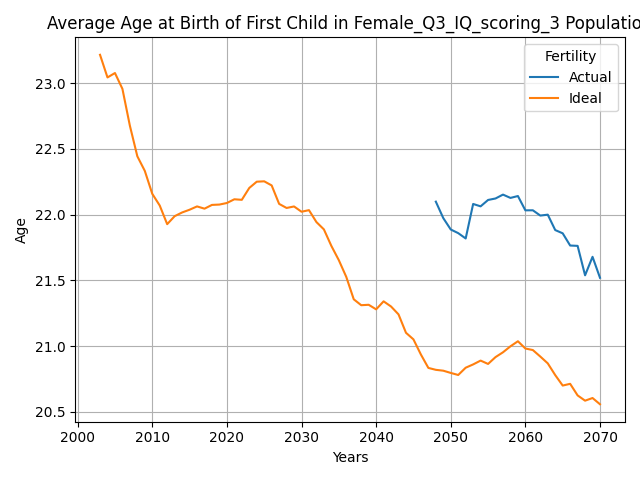 Average Age at Birth of First Child in Female_Q3_IQ_scoring_3 Populatio
Fertility
Actual
Ideal
23.0
22.5
22.0
21.5
21.0
20.5
Age
2000 2010 2020 2030 2040 2050 2060 2070
Years